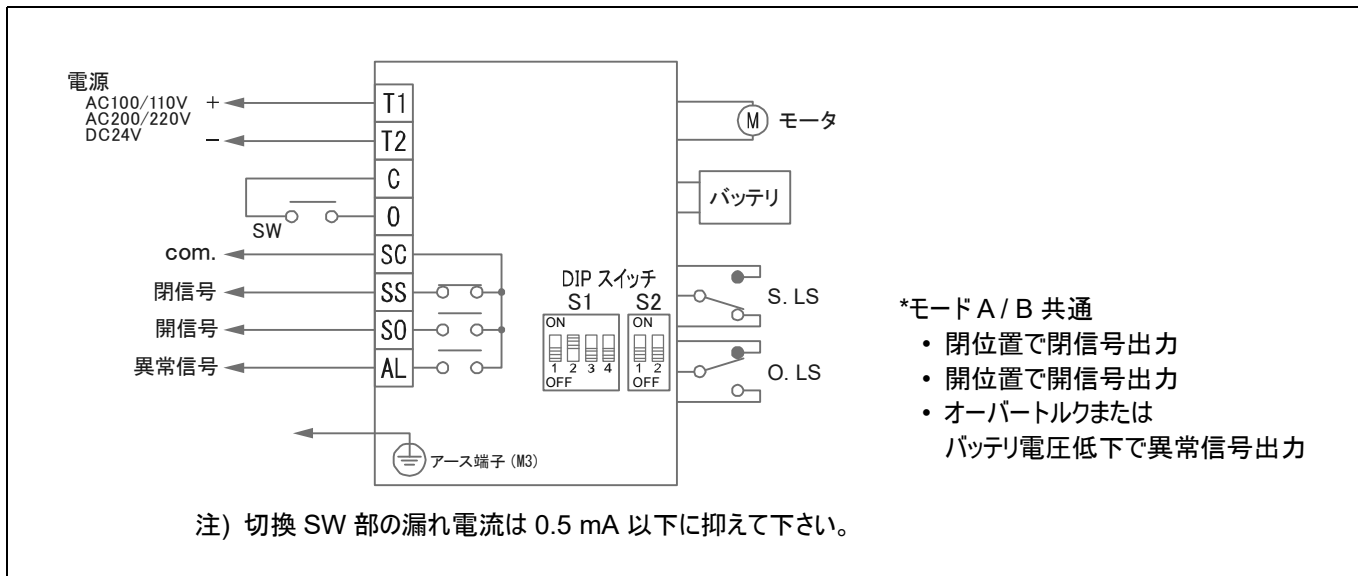 電源
AC100/110V +
AC200/220V
DC24V −
T1
T2
C
O
SW
com.
SC
閉信号
SS
開信号
SO
異常信号
AL
アース端子 (M3)
M モータ
バッテリ
DIP スイッチ
S1 S2
ON ON
1 2 3 4 1 2
OFF OFF
S. LS
O. LS
*モード A / B 共通
• 閉位置で閉信号出力
• 開位置で開信号出力
• オーバートルクまたは
バッテリ電圧低下で異常信号出力
注) 切換 SW 部の漏れ電流は 0.5 mA 以下に抑えて下さい。